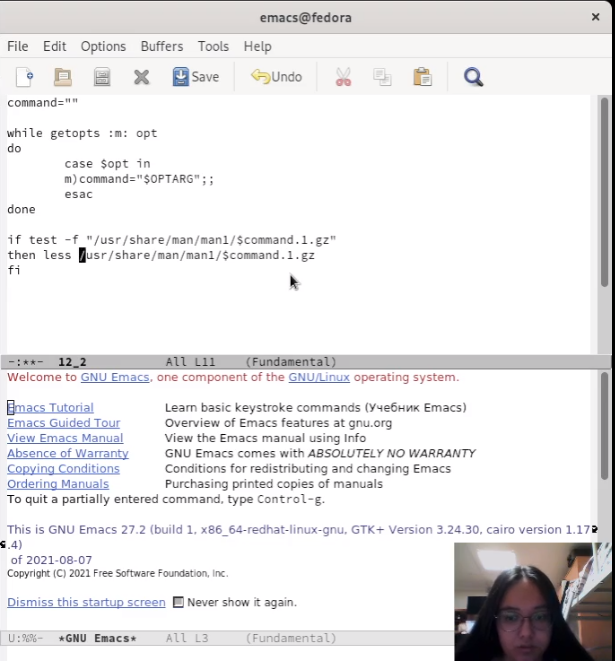 emacs@fedora ×
File Edit Options Buffers Tools Help
Save Undo
command=""
while getopts :m: opt
do
case $opt in
m)command="$OPTARG";;
esac
done
if test -f "/usr/share/man/man1/$command.1.gz"
then less /usr/share/man/man1/$command.1.gz
fi
-:**- 12_2 All L11 (Fundamental)
Welcome to GNU Emacs, one component of the GNU/Linux operating system.
Emacs Tutorial Learn basic keystroke commands (Учебник Emacs)
Emacs Guided Tour Overview of Emacs features at gnu.org
View Emacs Manual View the Emacs manual using Info
Absence of Warranty GNU Emacs comes with ABSOLUTELY NO WARRANTY
Copying Conditions Conditions for redistributing and changing Emacs
Ordering Manuals Purchasing printed copies of manuals
To quit a partially entered command, type Control-g.
This is GNU Emacs 27.2 (build 1, x86_64-redhat-linux-gnu, GTK+ Version 3.24.30, cairo version 1.17
.4)
of 2021-08-07
Copyright (C) 2021 Free Software Foundation, Inc.
Dismiss this startup screen Never show it again.
U:%%- *GNU Emacs* All L3 (Fundamental)